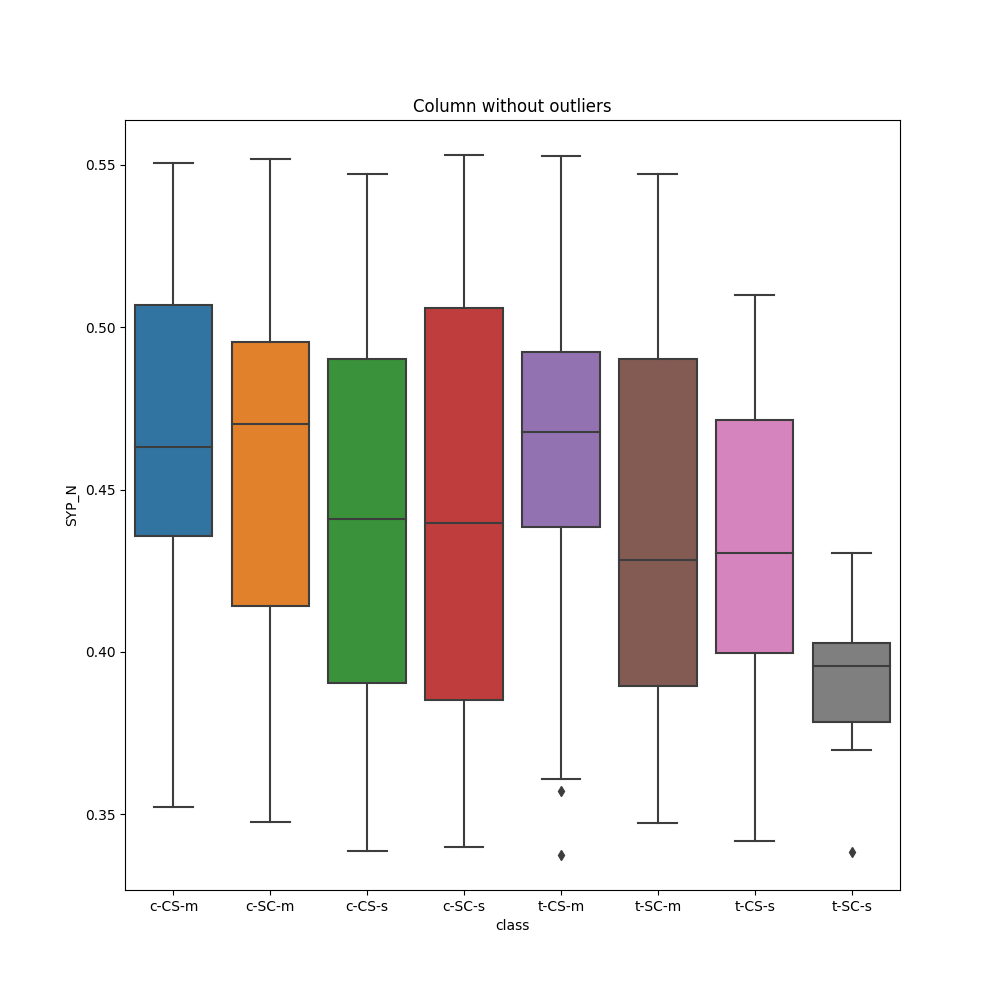 Column without outliers
SYP_N
0.55
0.50
0.45
0.40
0.35
c-CS-m c-SC-m c-CS-s c-SC-s t-CS-m t-SC-m t-CS-s t-SC-s
class